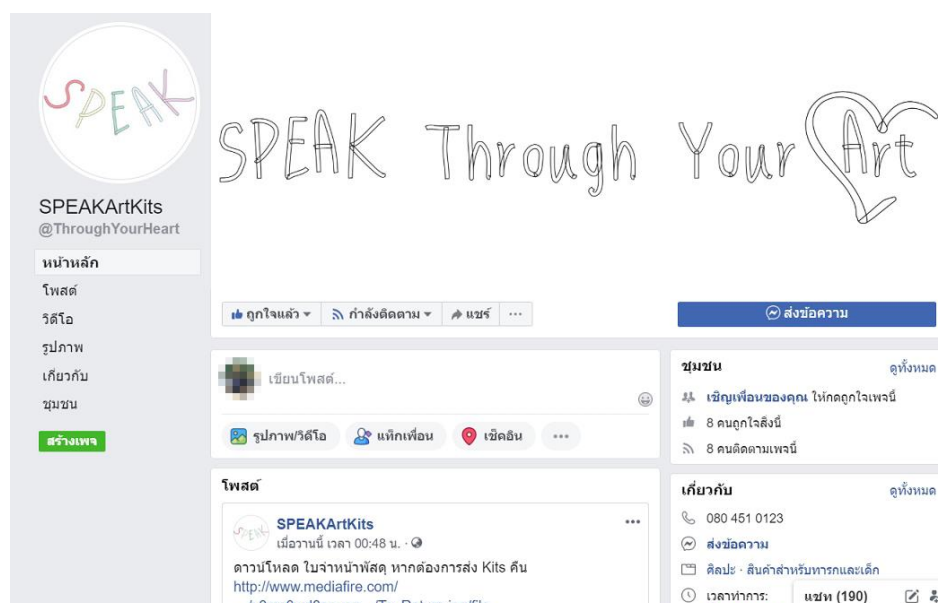 SPEAK
SPEAK Through Your Art
SPEAKArtKits
@ThroughYourHeart
หน้าหลัก
โพสต์
วิดีโอ
รูปภาพ
เกี่ยวกับ
ชุมชน
สร้างเพจ
ถูกใจแล้ว
กำลังติดตาม
แชร์
ส่งข้อความ
เขียนโพสต์...
รูปภาพ/วิดีโอ
แท็กเพื่อน
เช็คอิน
โพสต์
SPEAK
SPEAKArtKits
เมื่อวานนี้ เวลา 00:48 น. ·
ดาวน์โหลด ใบจ่าหน้าพัสดุ หากต้องการส่ง Kits คืน
http://www.mediafire.com/
ชุมชน
ดูทั้งหมด
เชิญเพื่อนของคุณ ให้กดถูกใจเพจนี้
8 คนถูกใจสิ่งนี้
8 คนติดตามเพจนี้
เกี่ยวกับ
ดูทั้งหมด
080 451 0123
ส่งข้อความ
ศิลปะ · สินค้าสำหรับทารกและเด็ก
เวลาทำการ:
แชท (190)